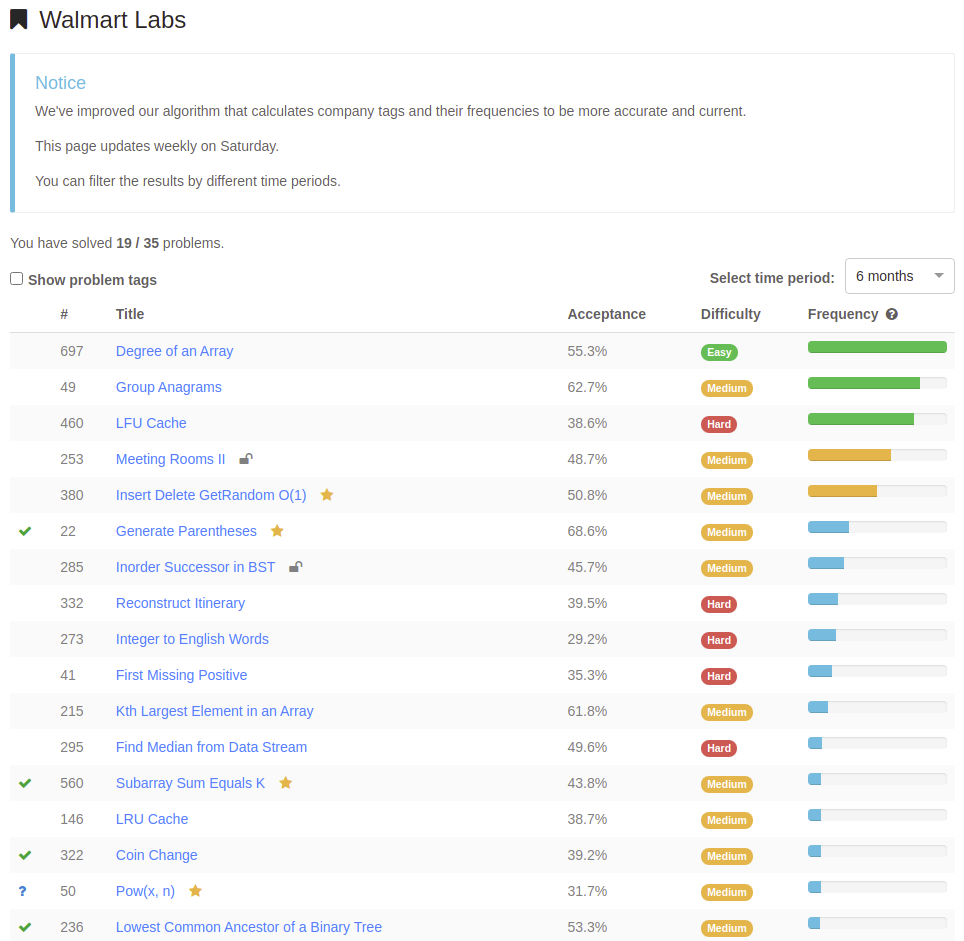 Walmart Labs
Notice
We've improved our algorithm that calculates company tags and their frequencies to be more accurate and current.
This page updates weekly on Saturday.
You can filter the results by different time periods.
You have solved 19 / 35 problems.
Show problem tags Select time period: 6 months
# Title Acceptance Difficulty Frequency ?
697 Degree of an Array 55.3% Easy
49 Group Anagrams 62.7% Medium
460 LFU Cache 38.6% Hard
253 Meeting Rooms II 48.7% Medium
380 Insert Delete GetRandom O(1) 50.8% Medium
22 Generate Parentheses 68.6% Medium
285 Inorder Successor in BST 45.7% Medium
332 Reconstruct Itinerary 39.5% Hard
273 Integer to English Words 29.2% Hard
41 First Missing Positive 35.3% Hard
215 Kth Largest Element in an Array 61.8% Medium
295 Find Median from Data Stream 49.6% Hard
560 Subarray Sum Equals K 43.8% Medium
146 LRU Cache 38.7% Medium
322 Coin Change 39.2% Medium
? 50 Pow(x, n) 31.7% Medium
236 Lowest Common Ancestor of a Binary Tree 53.3% Medium